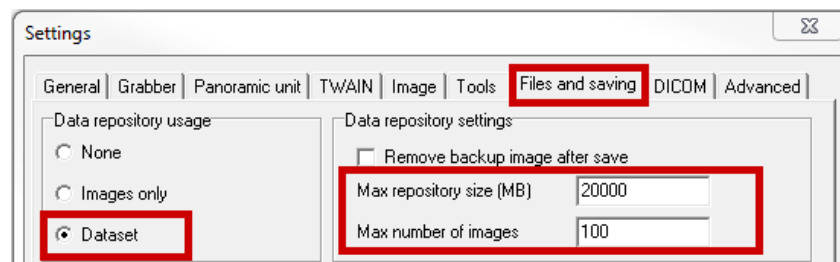 Settings
General Grabber Panoramic unit TWAIN Image Tools Files and saving DICOM Advanced
Data repository usage
None
Images only
Dataset
Data repository settings
Remove backup image after save
Max repository size (MB) 20000
Max number of images 100